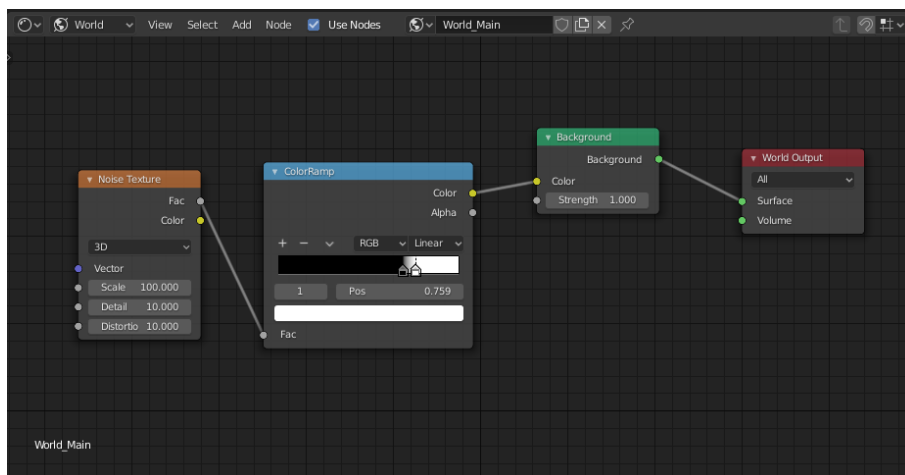 World View Select Add Node Use Nodes World_Main
Noise Texture
Fac
Color
3D
Vector
Scale 100.000
Detail 10.000
Distortio 10.000
ColorRamp
Color
Alpha
RGB Linear
1 Pos 0.759
Fac
Background
Background
Color
Strength 1.000
World Output
All
Surface
Volume
World_Main